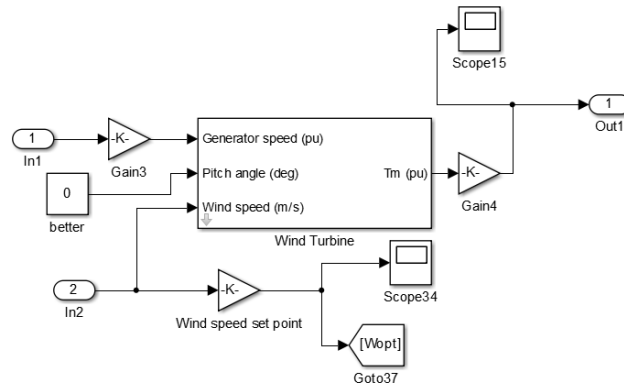 1
Scope15
1
Out1
In1
-K-
Gain3
Generator speed (pu)
0
Pitch angle (deg)
Tm (pu)
-K-
Gain4
better
Wind speed (m/s)
Wind Turbine
2
In2
-K-
Wind speed set point
Scope34
[Wopt]
Goto37